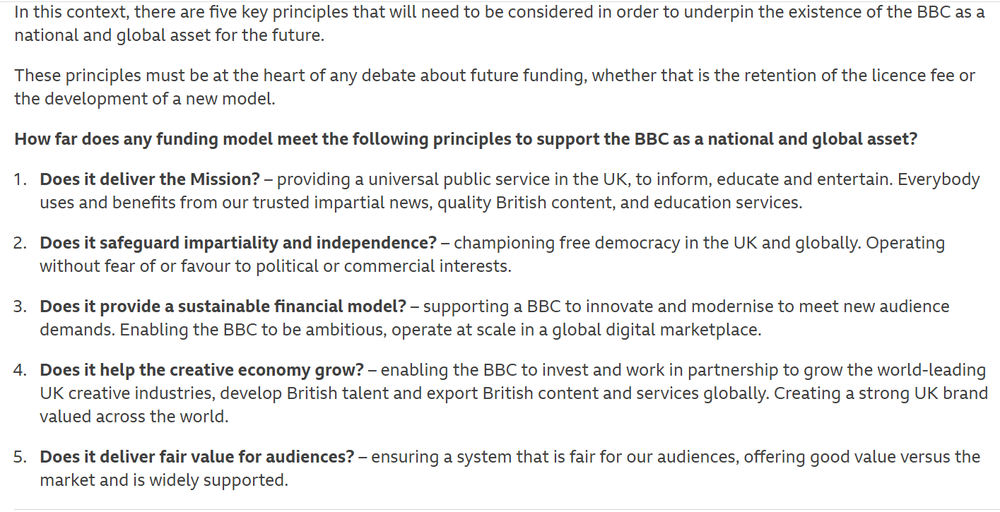 In this context, there are five key principles that will need to be considered in order to underpin the existence of the BBC as a
national and global asset for the future.
These principles must be at the heart of any debate about future funding, whether that is the retention of the licence fee or
the development of a new model.
How far does any funding model meet the following principles to support the BBC as a national and global asset?
1. Does it deliver the Mission? – providing a universal public service in the UK, to inform, educate and entertain. Everybody
uses and benefits from our trusted impartial news, quality British content, and education services.
2. Does it safeguard impartiality and independence? – championing free democracy in the UK and globally. Operating
without fear of or favour to political or commercial interests.
3. Does it provide a sustainable financial model? – supporting a BBC to innovate and modernise to meet new audience
demands. Enabling the BBC to be ambitious, operate at scale in a global digital marketplace.
4. Does it help the creative economy grow? – enabling the BBC to invest and work in partnership to grow the world-leading
UK creative industries, develop British talent and export British content and services globally. Creating a strong UK brand
valued across the world.
5. Does it deliver fair value for audiences? – ensuring a system that is fair for our audiences, offering good value versus the
market and is widely supported.